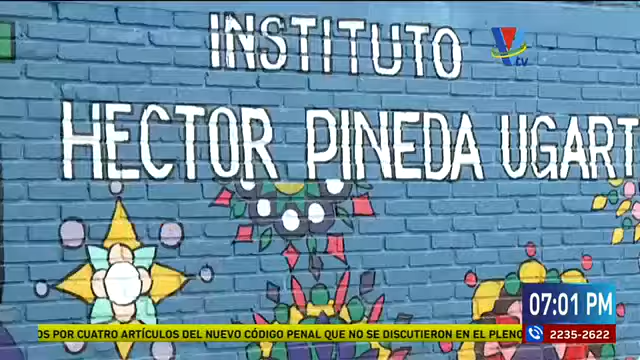 INSTITUTO
HECTOR PINEDA UGART
tv
07:01 PM
OS POR CUATRO ARTÍCULOS DEL NUEVO CÓDIGO PENAL QUE NO SE DISCUTIERON EN EL PLENO
2235-2622